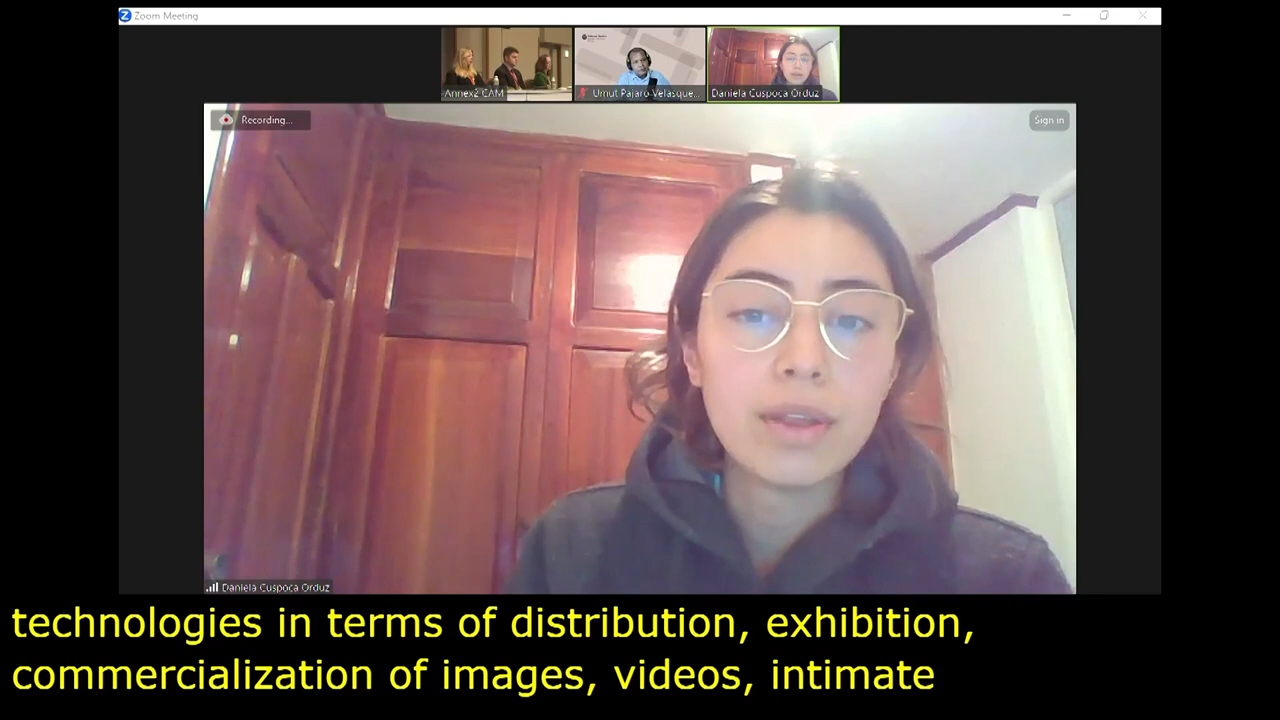 Zoom Meeting
Annex2 CAM
Umut Pajaro Velasque...
Daniela Cuspoca Orduz
Recording...
Sign in
Daniela Cuspoca Orduz
technologies in terms of distribution, exhibition,
commercialization of images, videos, intimate